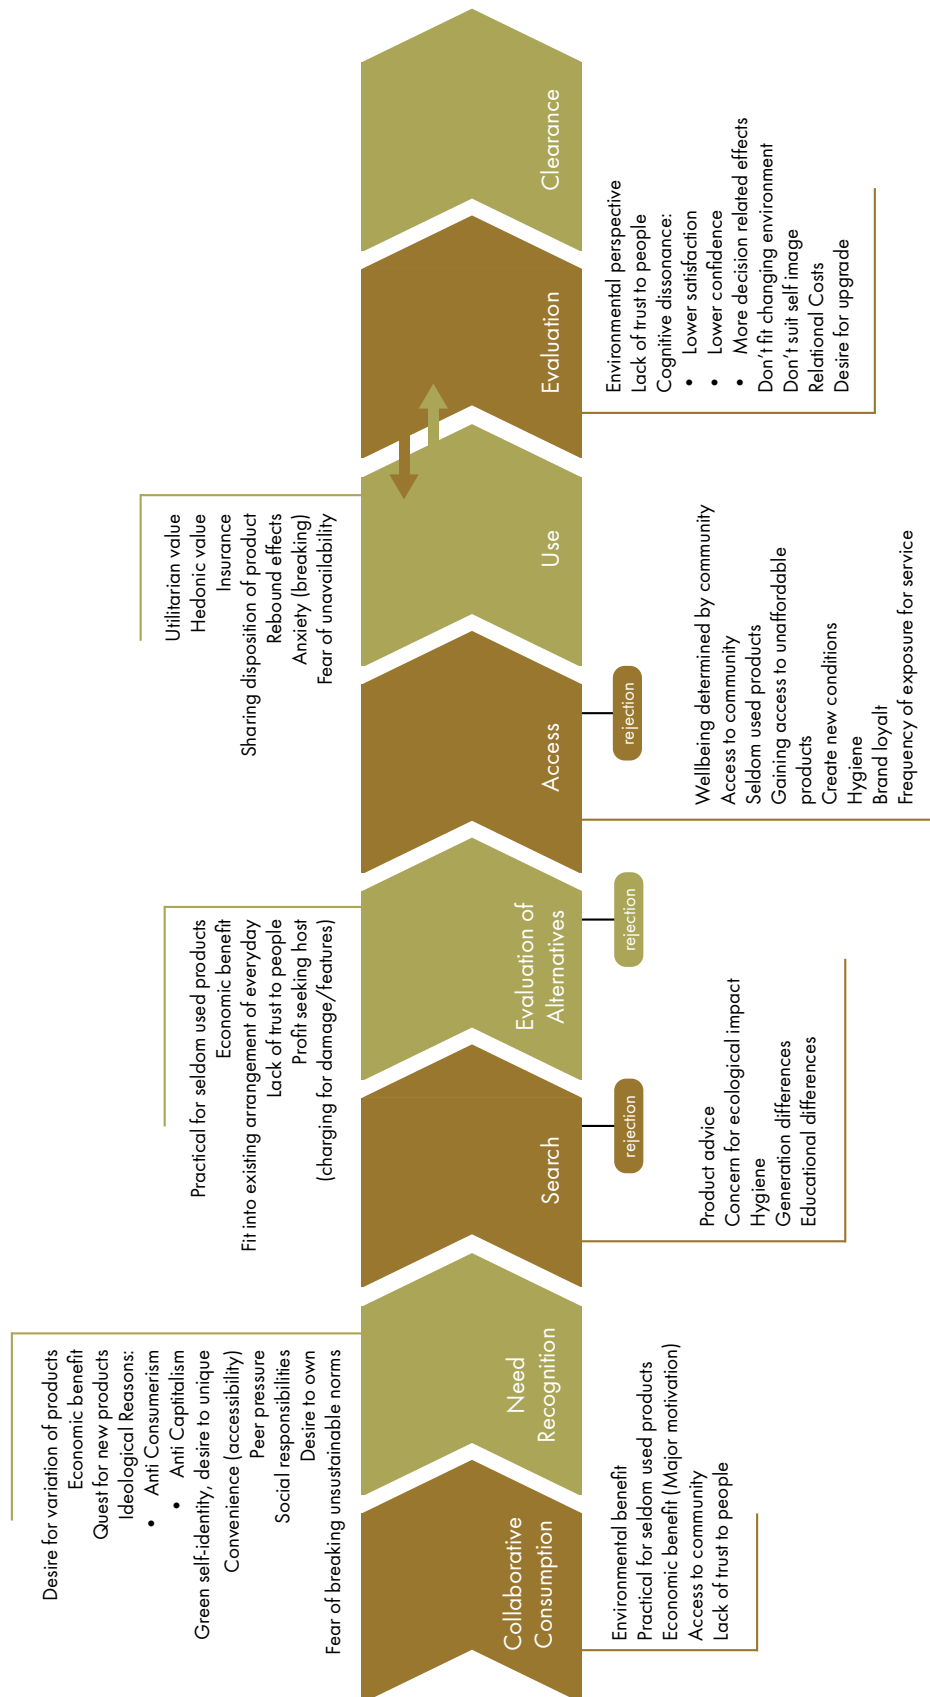 Collaborative
Consumption
Environmental benefit
Practical for seldom used products
Economic benefit (Major motivation)
Access to community
Lack of trust to people
Need
Recognition
Desire for variation of products
Economic benefit
Quest for new products
Ideological Reasons:
• Anti Consumerism
• Anti Captitalism
Green self-identity, desire to unique
Convenience (accessibility)
Peer pressure
Social responsibilities
Desire to own
Fear of breaking unsustainable norms
Search
rejection
Product advice
Concern for ecological impact
Hygiene
Generation differences
Educational differences
Evaluation of
Alternatives
rejection
Practical for seldom used products
Economic benefit
Fit into existing arrangement of everyday
Lack of trust to people
Profit seeking host
(charging for damage/features)
Access
rejection
Wellbeing determined by community
Access to community
Seldom used products
Gaining access to unaffordable
products
Create new conditions
Hygiene
Brand loyalt
Frequency of exposure for service
Use
Utilitarian value
Hedonic value
Insurance
Sharing disposition of product
Rebound effects
Anxiety (breaking)
Fear of unavailability
Evaluation
Environmental perspective
Lack of trust to people
Cognitive dissonance:
• Lower satisfaction
• Lower confidence
• More decision related effects
Don't fit changing environment
Don't suit self image
Relational Costs
Desire for upgrade
Clearance